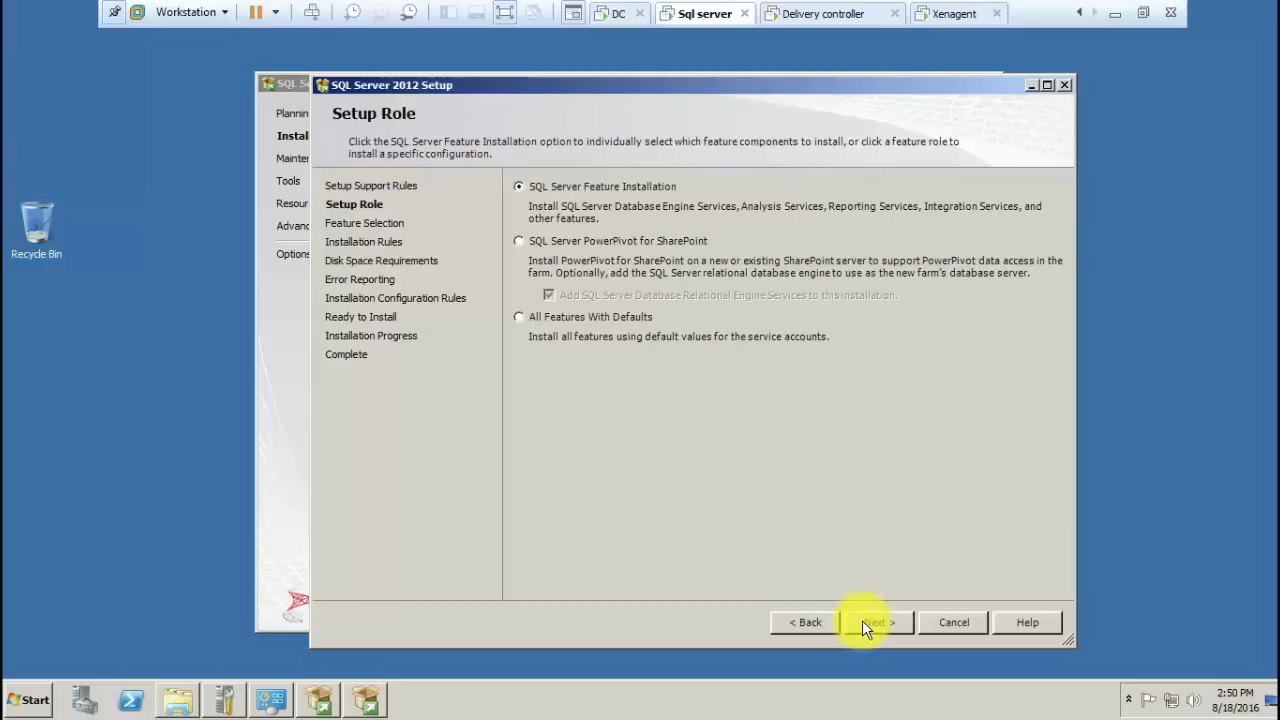 Workstation
DC
Sql server
Delivery controller
Xenagent
SQL Se
SQL Server 2012 Setup
Setup Role
Click the SQL Server Feature Installation option to individually select which feature components to install, or click a feature role to
install a specific configuration.
Plannin
Install
Mainten
Tools
Resour
Advanc
Options
Setup Support Rules
Setup Role
Feature Selection
Installation Rules
Disk Space Requirements
Error Reporting
Installation Configuration Rules
Ready to Install
Installation Progress
Complete
SQL Server Feature Installation
Install SQL Server Database Engine Services, Analysis Services, Reporting Services, Integration Services, and
other features.
SQL Server PowerPivot for SharePoint
Install PowerPivot for SharePoint on a new or existing SharePoint server to support PowerPivot data access in the
farm. Optionally, add the SQL Server relational database engine to use as the new farm's database server.
Add SQL Server Database Relational Engine Services to this installation.
All Features With Defaults
Install all features using default values for the service accounts.
< Back
Next >
Cancel
Help
Recycle Bin
Start
2:50 PM
8/18/2016